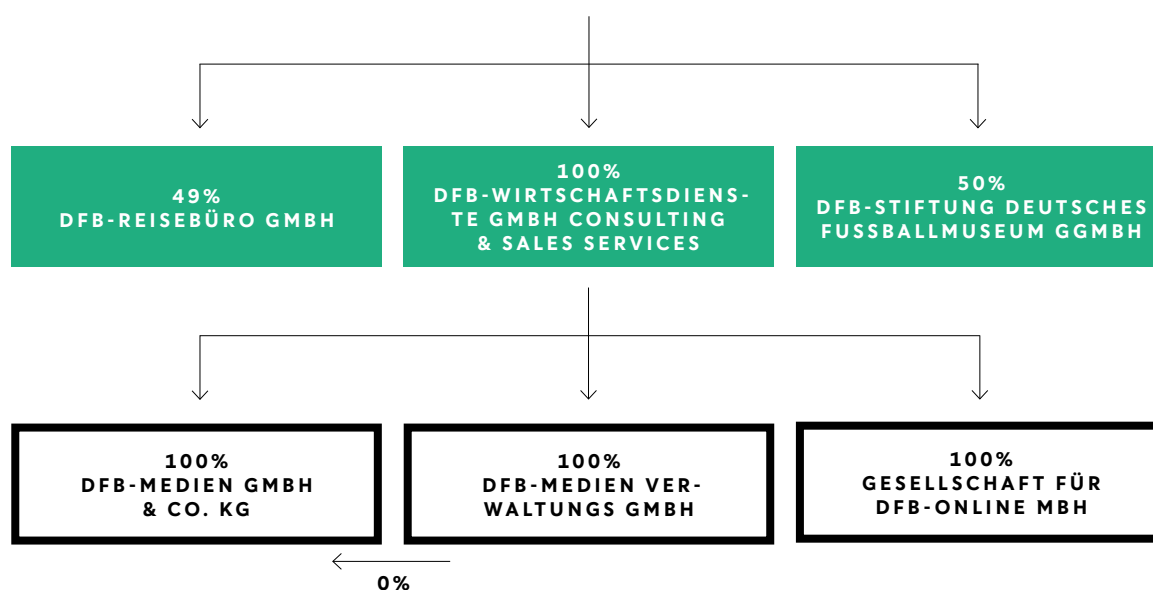 49%
DFB-REISEBÜRO GMBH
100%
DFB-WIRTSCHAFTSDIENS-
TE GMBH CONSULTING
& SALES SERVICES
50%
DFB-STIFTUNG DEUTSCHES
FUSSBALLMUSEUM GGMBH
100%
DFB-MEDIEN GMBH
& CO. KG
100%
DFB-MEDIEN VER-
WALTUNGS GMBH
100%
GESELLSCHAFT FÜR
DFB-ONLINE MBH
0%